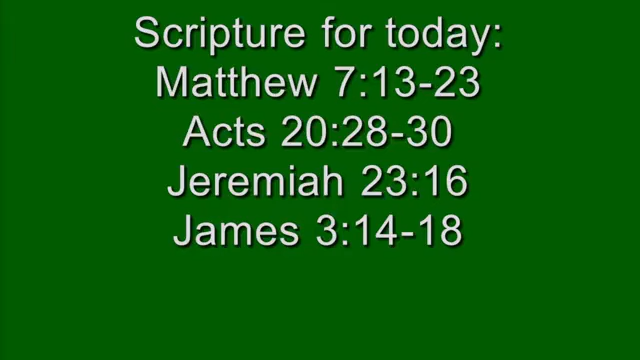 Scripture for today:
Matthew 7:13-23
Acts 20:28-30
Jeremiah 23:16
James 3:14-18